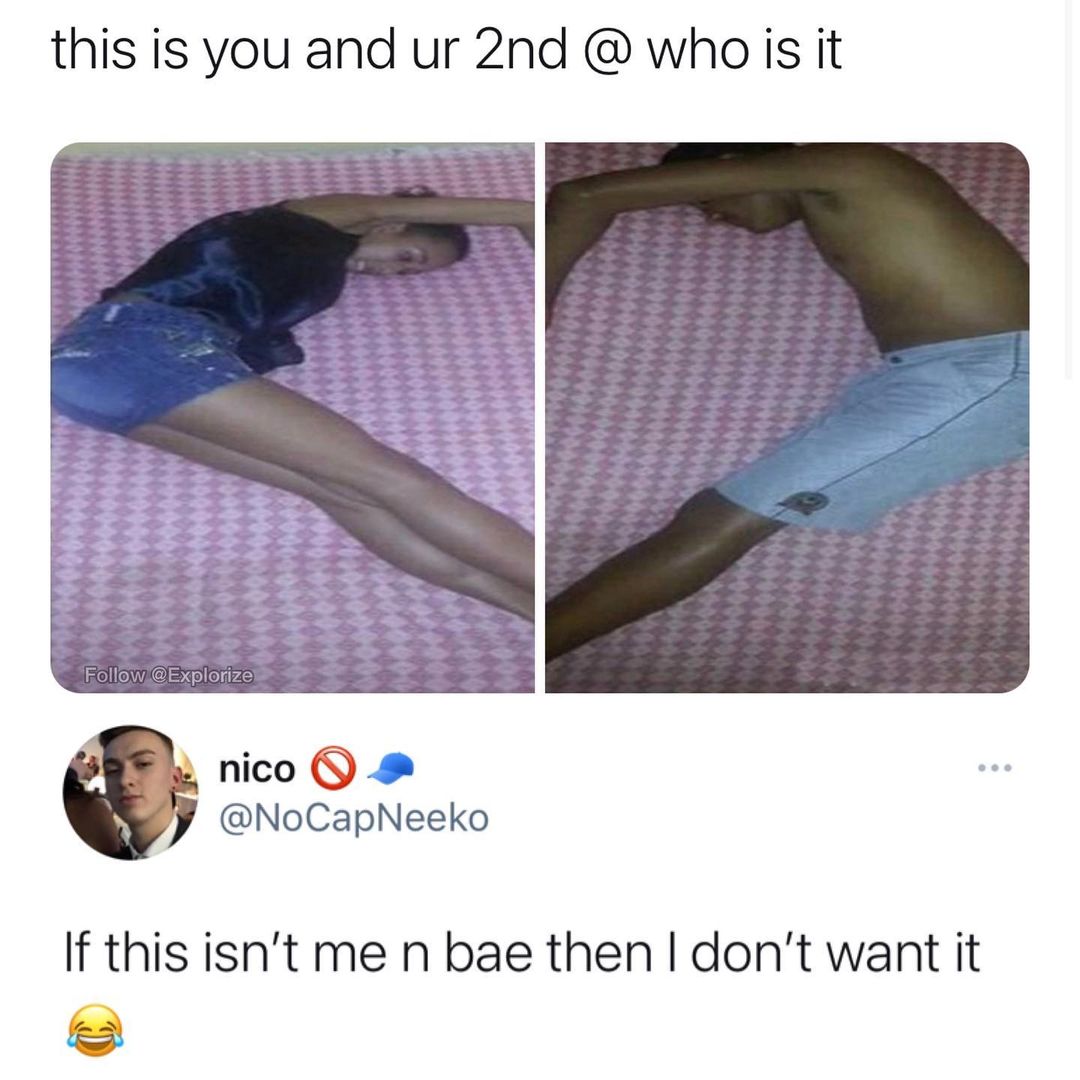 this is you and ur 2nd @ who is it
Follow @Explorize
nico 🚫 🧢
@NoCapNeeko
If this isn’t me n bae then I don’t want it
😂